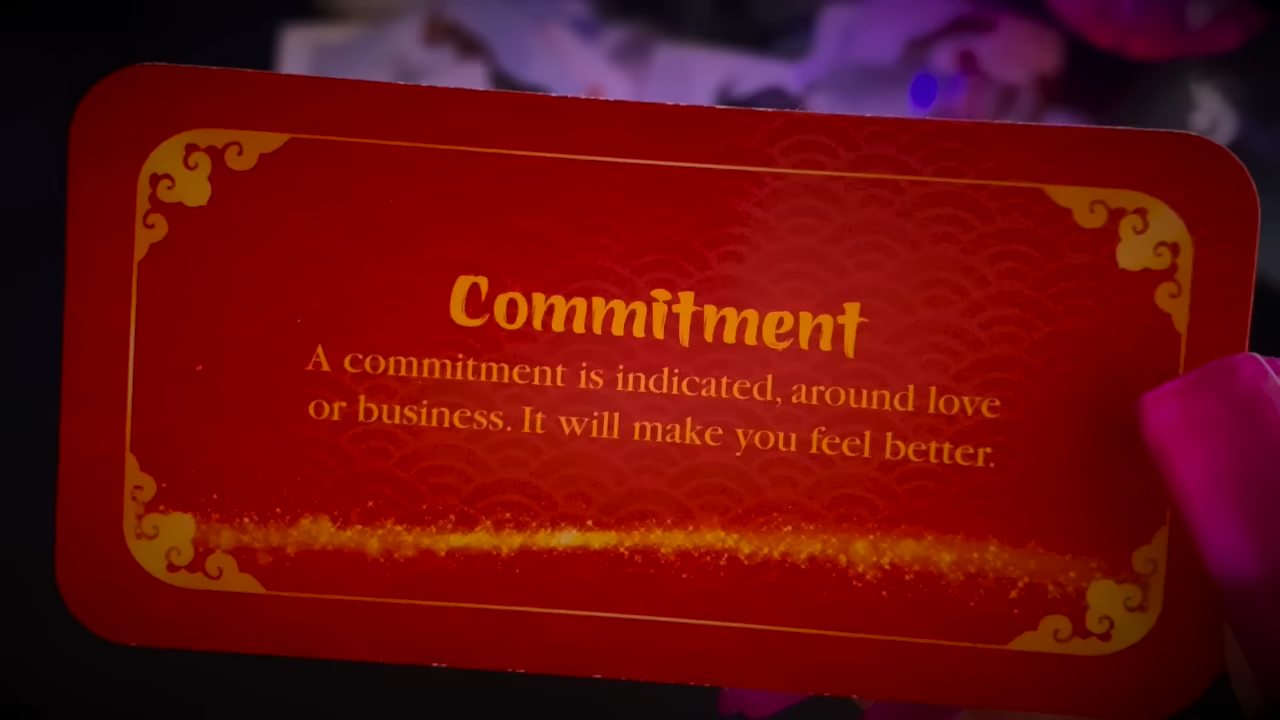 Commitment
A commitment is indicated, around love
or business. It will make you feel better.